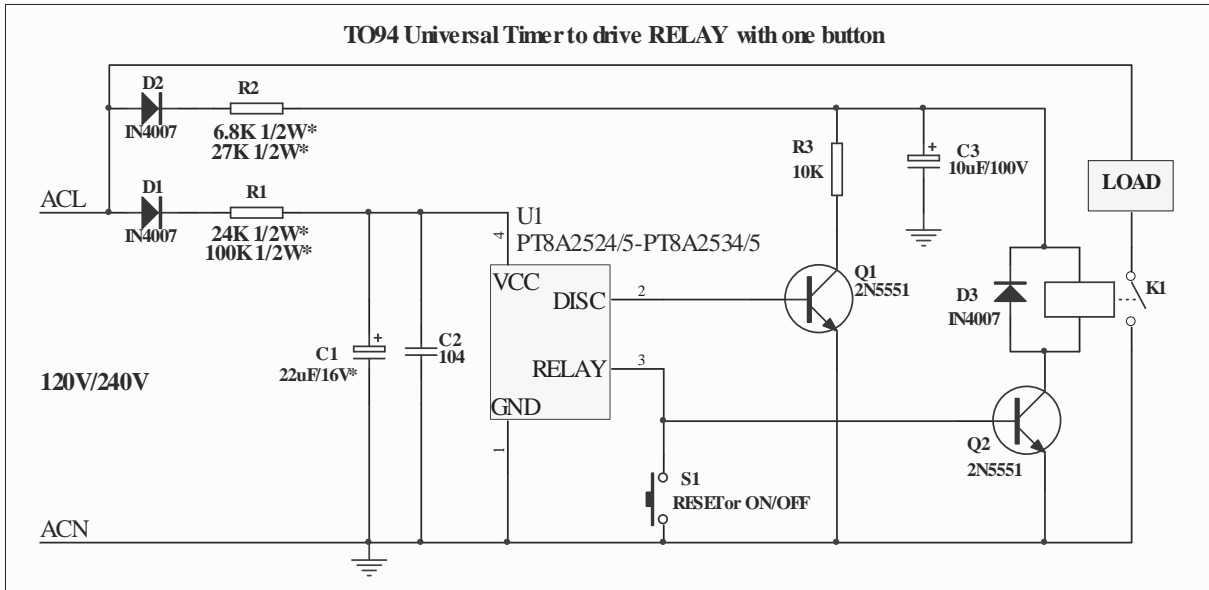 TO94 Universal Timer to drive RELAY with one button
D2
IN4007
R2
6.8K 1/2W*
27K 1/2W*
R3
10K
+
C3
10uF/100V
LOAD
ACL
D1
IN4007
R1
24K 1/2W*
100K 1/2W*
U1
PT8A2524/5-PT8A2534/5
4
VCC
DISC
2
Q1
2N5551
D3
IN4007
K1
+
C1
22uF/16V*
C2
104
RELAY
3
GND
1
120V/240V
Q2
2N5551
S1
RESET or ON/OFF
ACN